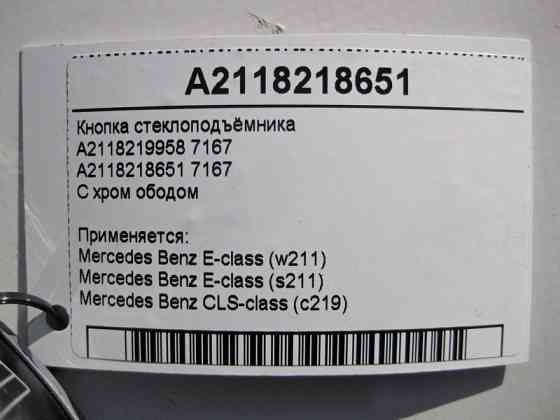 A2118218651
Кнопка стеклоподъёмника
A2118219958 7167
A2118218651 7167
С хром ободом
Применяется:
Mercedes Benz E-class (w211)
Mercedes Benz E-class (s211)
Mercedes Benz CLS-class (c219)